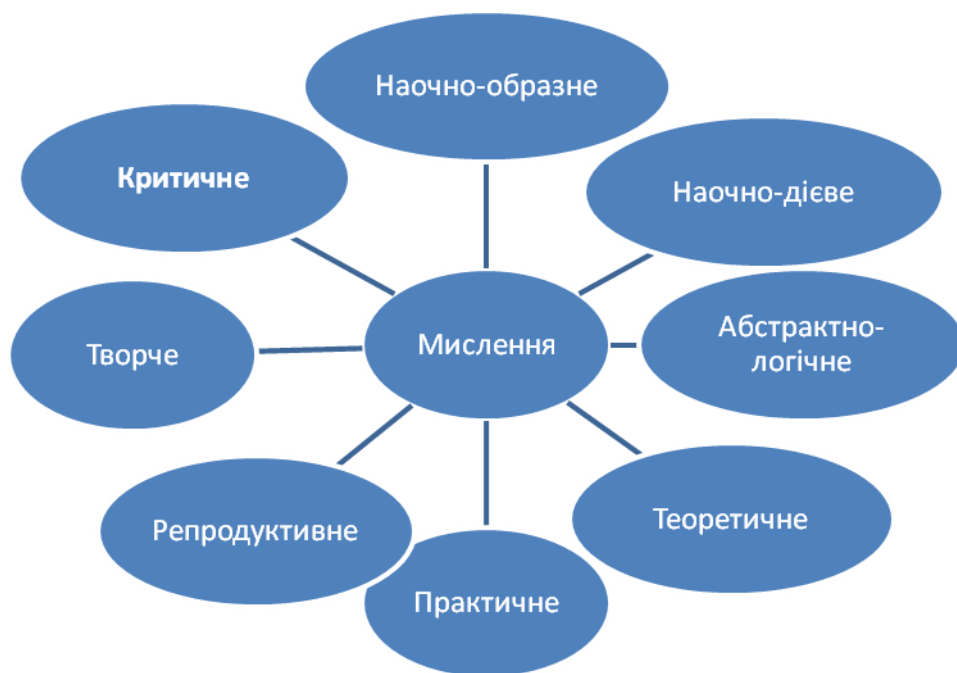 Наочно-образне
Критичне
Наочно-дієве
Абстрактно-
логічне
Мислення
Творче
Теоретичне
Репродуктивне
Практичне